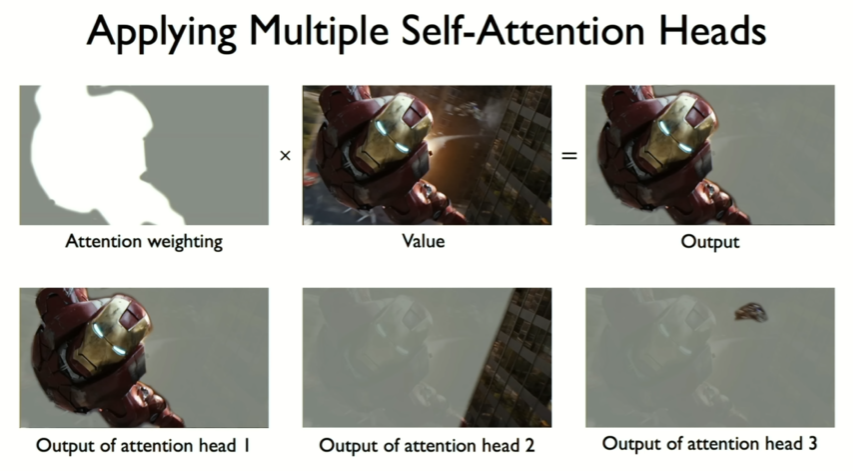 Applying Multiple Self-Attention Heads
×
=
Attention weighting
Value
Output
Output of attention head 1
Output of attention head 2
Output of attention head 3